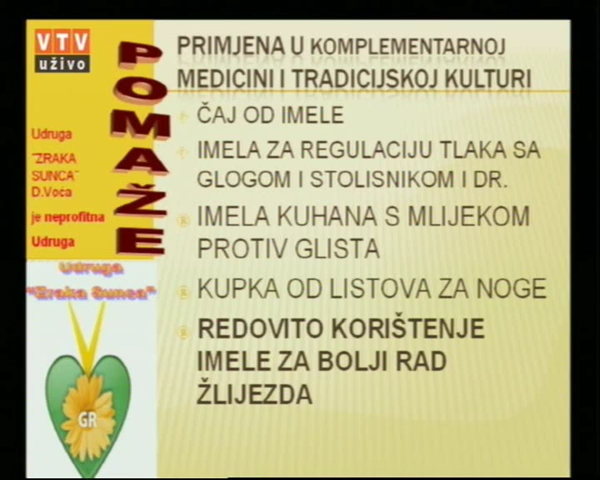 VTV
uživo
POMAŽE
Udruga
"ZRAKA
SUNCA"
D.Voća
je neprofitna
Udruga
Udruga
"Zraka Sunca"
GR
PRIMJENA U KOMPLEMENTARNOJ
MEDICINI I TRADICIJSKOJ KULTURI
ČAJ OD IMELE
IMELA ZA REGULACIJU TLAKA SA
GLOGOM I STOLISNIKOM I DR.
IMELA KUHANA S MLIJEKOM
PROTIV GLISTA
KUPKA OD LISTOVA ZA NOGE
REDOVITO KORIŠTENJE
IMELE ZA BOLJI RAD
ŽLIJEZDA